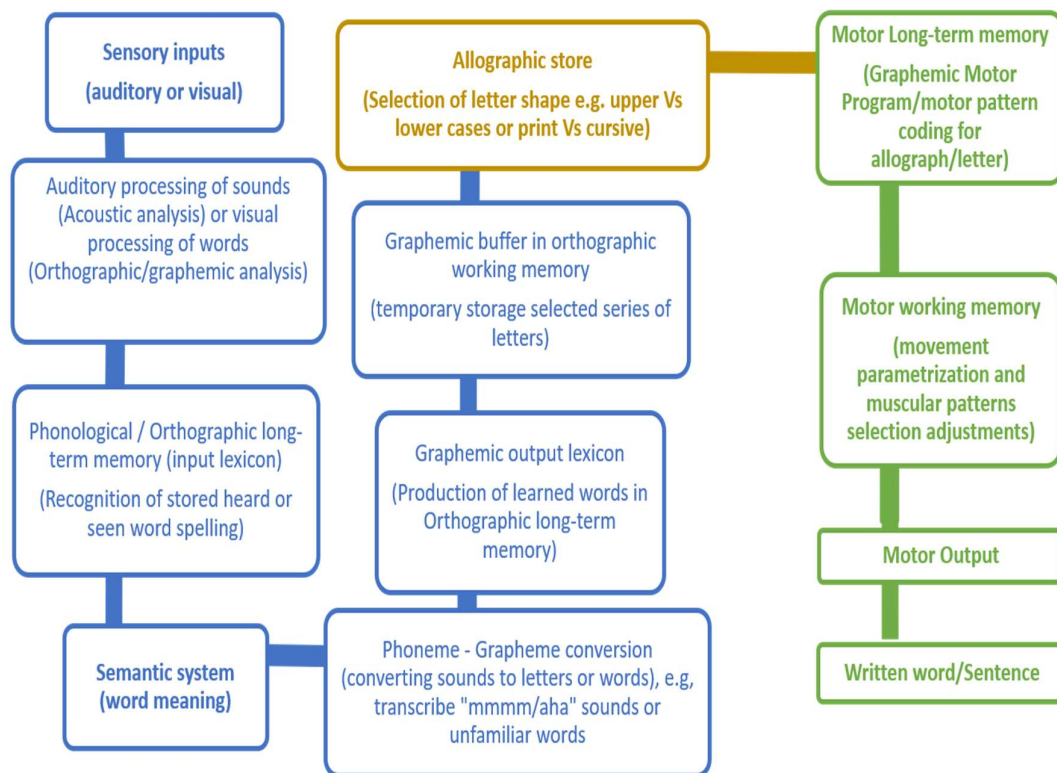 Sensory inputs
(auditory or visual)
Auditory processing of sounds
(Acoustic analysis) or visual
processing of words
(Orthographic/graphemic analysis)
Phonological / Orthographic long-
term memory (input lexicon)
(Recognition of stored heard or
seen word spelling)
Semantic system
(word meaning)
Phoneme - Grapheme conversion
(converting sounds to letters or words), e.g,
transcribe "mmmm/aha" sounds or
unfamiliar words
Graphemic output lexicon
(Production of learned words in
Orthographic long-term
memory)
Graphemic buffer in orthographic
working memory
(temporary storage selected series of
letters)
Allographic store
(Selection of letter shape e.g. upper Vs
lower cases or print Vs cursive)
Motor Long-term memory
(Graphemic Motor
Program/motor pattern
coding for
allograph/letter)
Motor working memory
(movement
parametrization and
muscular patterns
selection adjustments)
Motor Output
Written word/Sentence